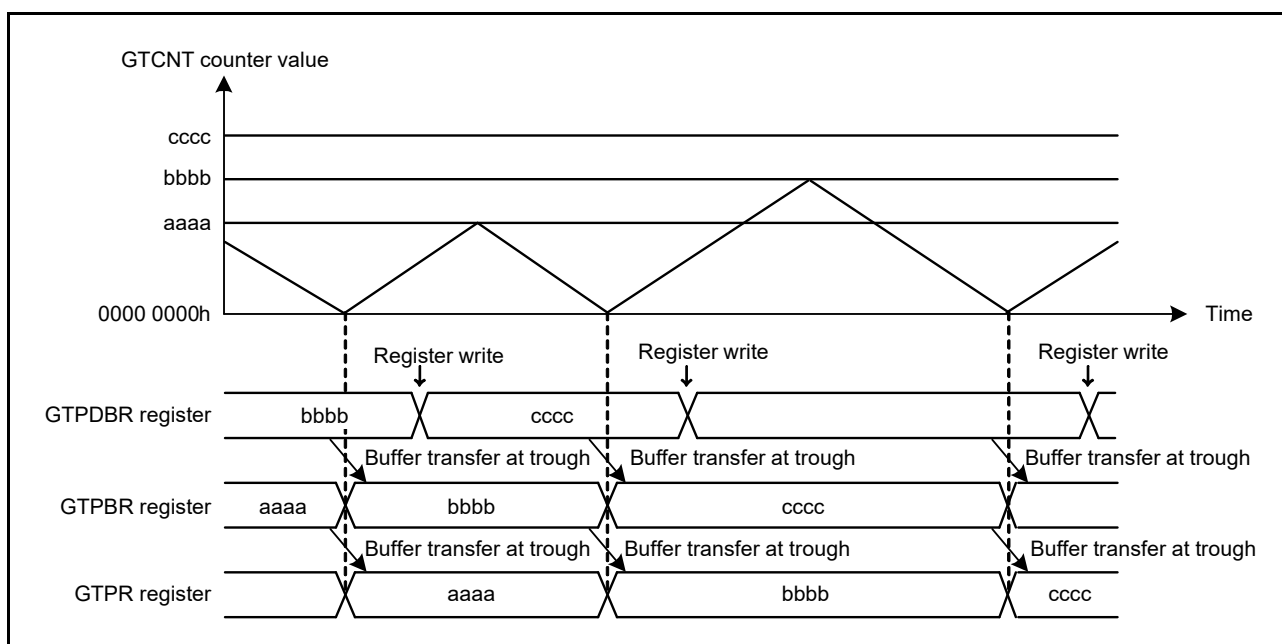 GTCNT counter value
cccc
bbbb
aaaa
0000 0000h
Time
Register write
Register write
Register write
GTPDBR register
bbbb
cccc
Buffer transfer at trough
Buffer transfer at trough
Buffer transfer at trough
GTPBR register
aaaa
bbbb
cccc
Buffer transfer at trough
Buffer transfer at trough
Buffer transfer at trough
GTPR register
aaaa
bbbb
cccc